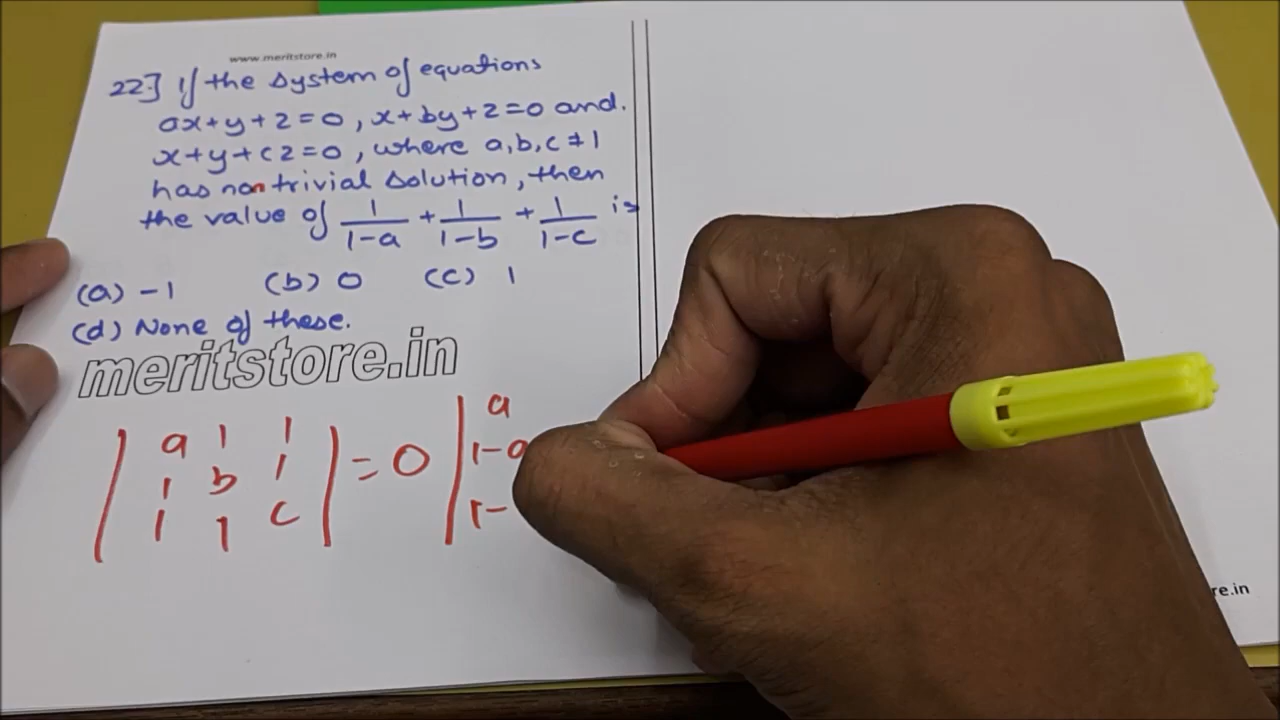 www.meritstore.in
22.] If the system of equations
ax+y+z=0, x+by+z=0 and.
x+y+cz=0, where a,b,c≠1
has non trivial solution, then
the value of 1/1-a + 1/1-b + 1/1-c is
(a) -1 (b) 0 (c) 1
(d) None of these.
meritstore.in
| a 1 1 | | a
| 1 b 1 | = 0 | 1-a
| 1 1 c | | 1-
re.in